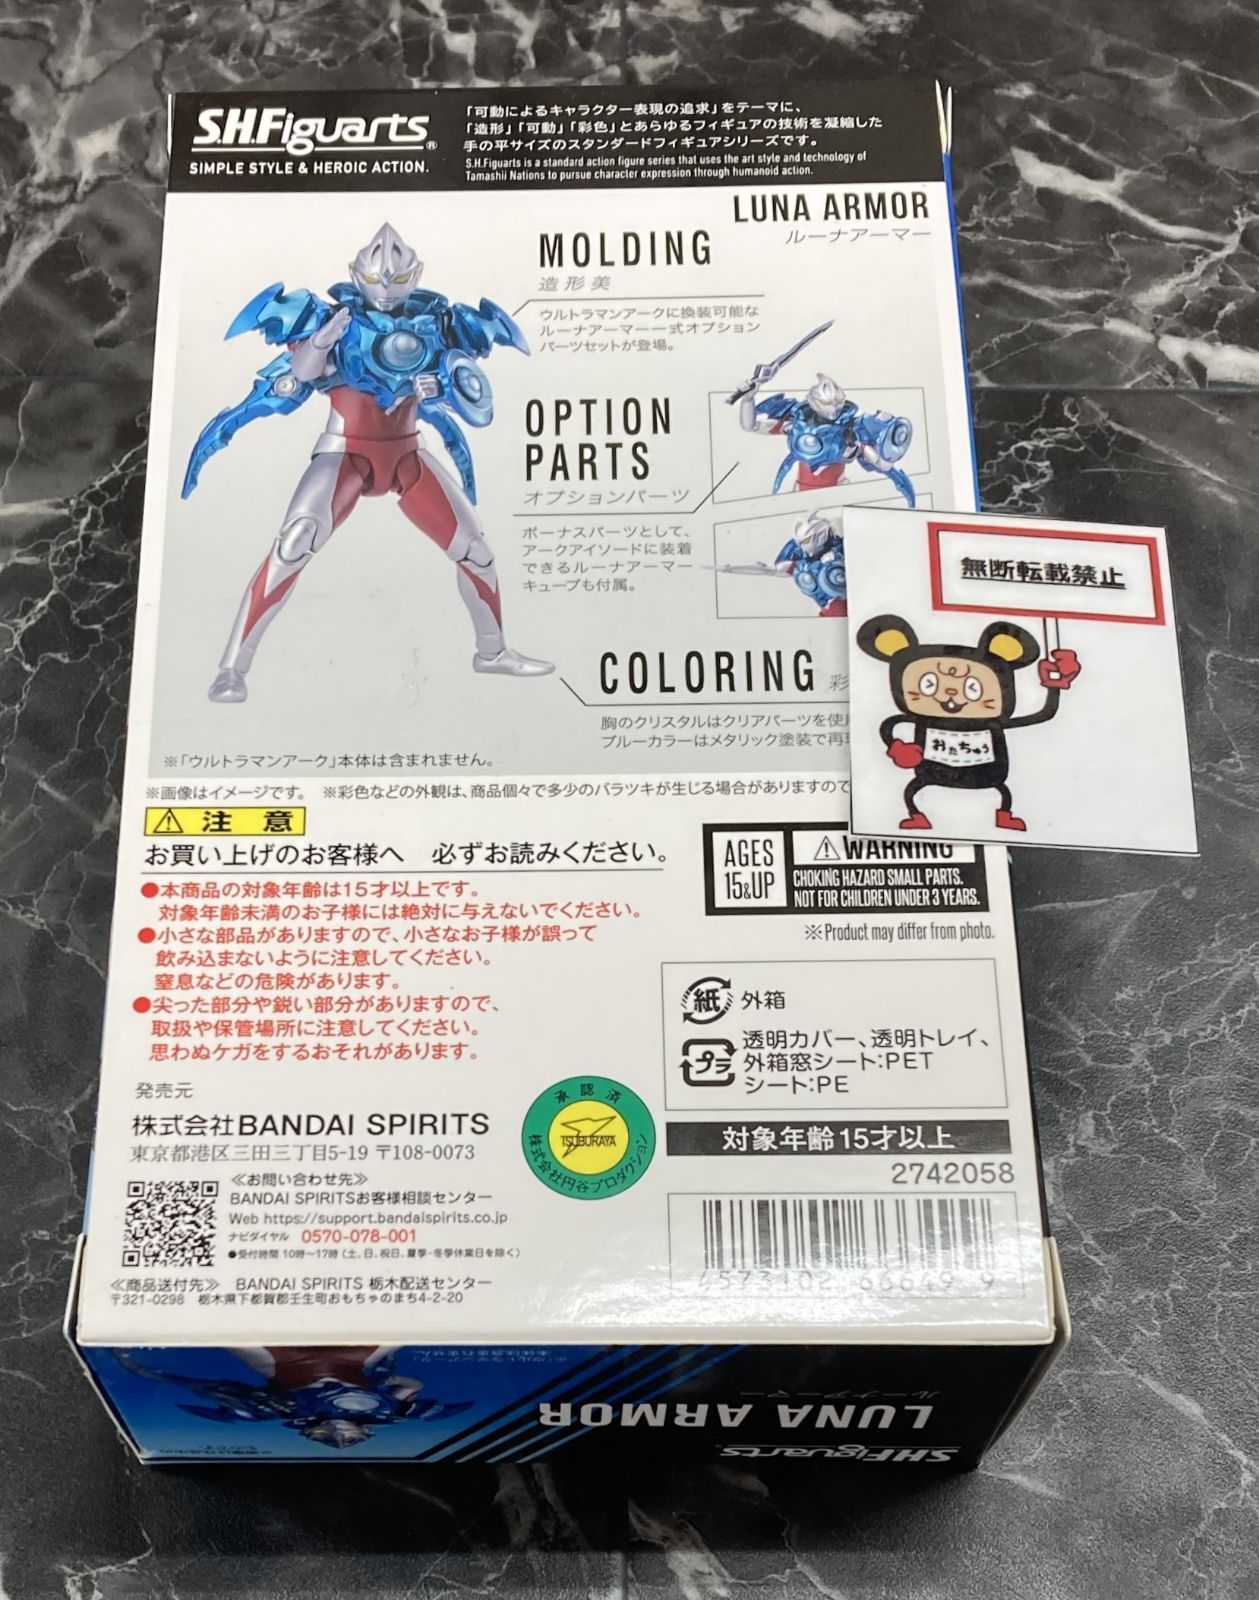 S.H.Figuarts®
SIMPLE STYLE & HEROIC ACTION.
「可動によるキャラクター表現の追求」をテーマに、
「造形」「可動」「彩色」とあらゆるフィギュアの技術を凝縮した
手の平サイズのスタンダードフィギュアシリーズです。
S.H.Figuarts is a standard action figure series that uses the art style and technology of
Tamashii Nations to pursue character expression through humanoid action.
LUNA ARMOR
ルーナアーマー
MOLDING
造形美
ウルトラマンアークに換装可能な
ルーナアーマー一式オプション
パーツセットが登場。
OPTION
PARTS
オプションパーツ
ボーナスパーツとして、
アークアイソードに装着
できるルーナアーマー
キューブも付属。
無断転載禁止
おたちゅう
COLORING 彩
胸のクリスタルはクリアパーツを使用
ブルーカラーはメタリック塗装で再現
※「ウルトラマンアーク」本体は含まれません。
※画像はイメージです。 ※彩色などの外観は、商品個々で多少のバラツキが生じる場合がありますので
⚠ 注 意
お買い上げのお客様へ 必ずお読みください。
●本商品の対象年齢は15才以上です。
対象年齢未満のお子様には絶対に与えないでください。
●小さな部品がありますので、小さなお子様が誤って
飲み込まないように注意してください。
窒息などの危険があります。
●尖った部分や鋭い部分がありますので、
取扱や保管場所に注意してください。
思わぬケガをするおそれがあります。
AGES
15&UP
⚠WARNING
CHOKING HAZARD SMALL PARTS.
NOT FOR CHILDREN UNDER 3 YEARS.
※Product may differ from photo.
紙 外箱
プラ 透明カバー、透明トレイ、
外箱窓シート:PET
シート:PE
発売元
株式会社BANDAI SPIRITS
東京都港区三田三丁目5-19 〒108-0073
承認済
TSUBURAYA
株式会社円谷プロダクション
対象年齢15才以上
2742058
≪お問い合わせ先≫
BANDAI SPIRITSお客様相談センター
Web https://support.bandaispirits.co.jp
ナビダイヤル 0570-078-001
●受付時間 10時～17時 (土、日、祝日、夏季・冬季休業日を除く)
≪商品送付先≫ BANDAI SPIRITS 栃木配送センター
〒321-0298 栃木県下都賀郡壬生町おもちゃのまち4-2-20
ルーナアーマー
LUNA ARMOR
S.H.Figuarts